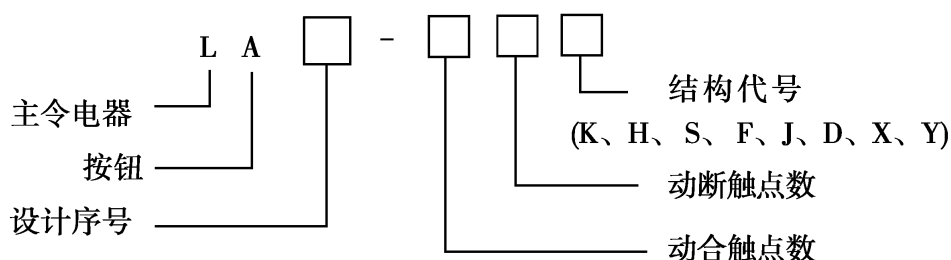 L A □ - □ □ □
主令电器
按钮
设计序号
结构代号
(K、H、S、F、J、D、X、Y)
动断触点数
动合触点数